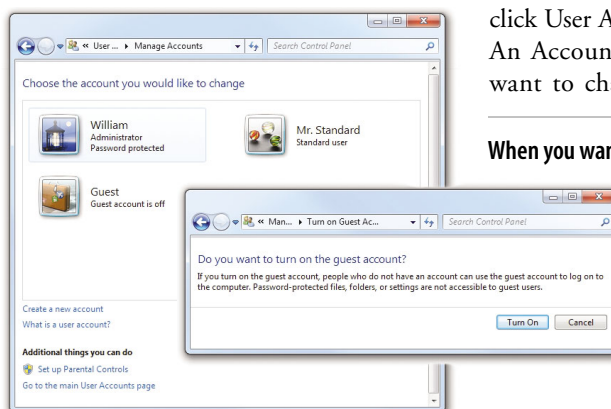 click User A
An Accoun
want to cha
When you wan
« User ... ▸ Manage Accounts
Search Control Panel
Choose the account you would like to change
William
Administrator
Password protected
Mr. Standard
Standard user
Guest
Guest account is off
Create a new account
What is a user account?
Additional things you can do
Set up Parental Controls
Go to the main User Accounts page
« Man... ▸ Turn on Guest Ac...
Search Control Panel
Do you want to turn on the guest account?
If you turn on the guest account, people who do not have an account can use the guest account to log on to
the computer. Password-protected files, folders, or settings are not accessible to guest users.
Turn On Cancel